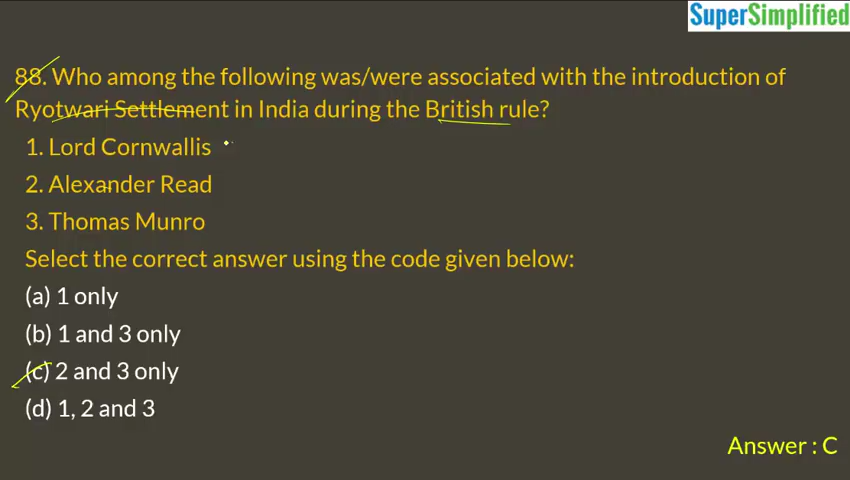 SuperSimplified
88. Who among the following was/were associated with the introduction of
Ryotwari Settlement in India during the British rule?
1. Lord Cornwallis
2. Alexander Read
3. Thomas Munro
Select the correct answer using the code given below:
(a) 1 only
(b) 1 and 3 only
(c) 2 and 3 only
(d) 1, 2 and 3
Answer : C